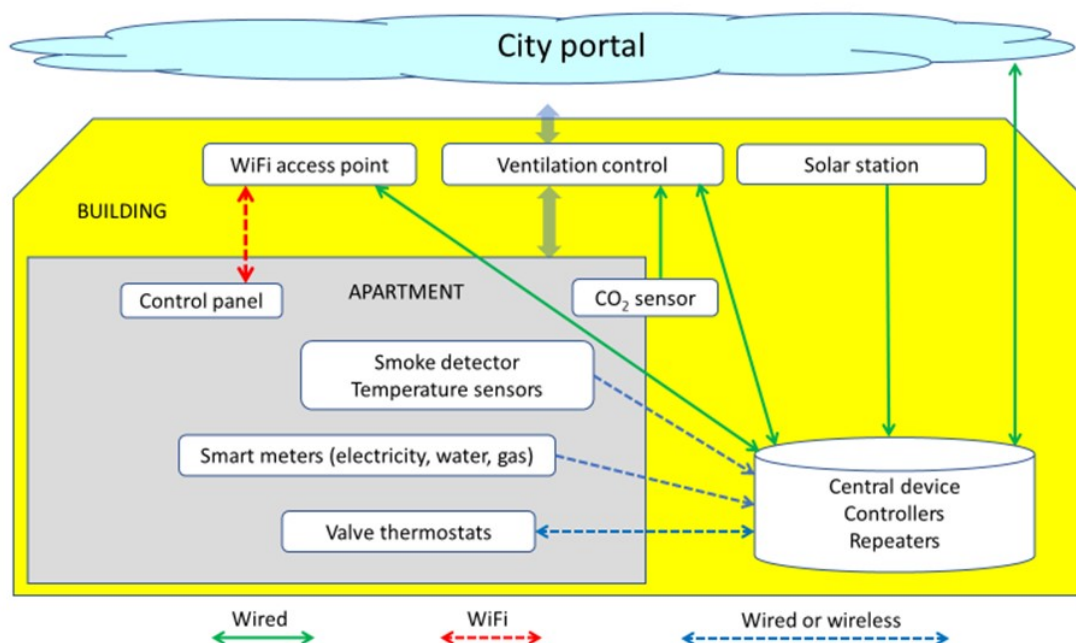 City portal
WiFi access point
Ventilation control
Solar station
BUILDING
Control panel
APARTMENT
CO₂ sensor
Smoke detector
Temperature sensors
Smart meters (electricity, water, gas)
Valve thermostats
Central device
Controllers
Repeaters
Wired
WiFi
Wired or wireless